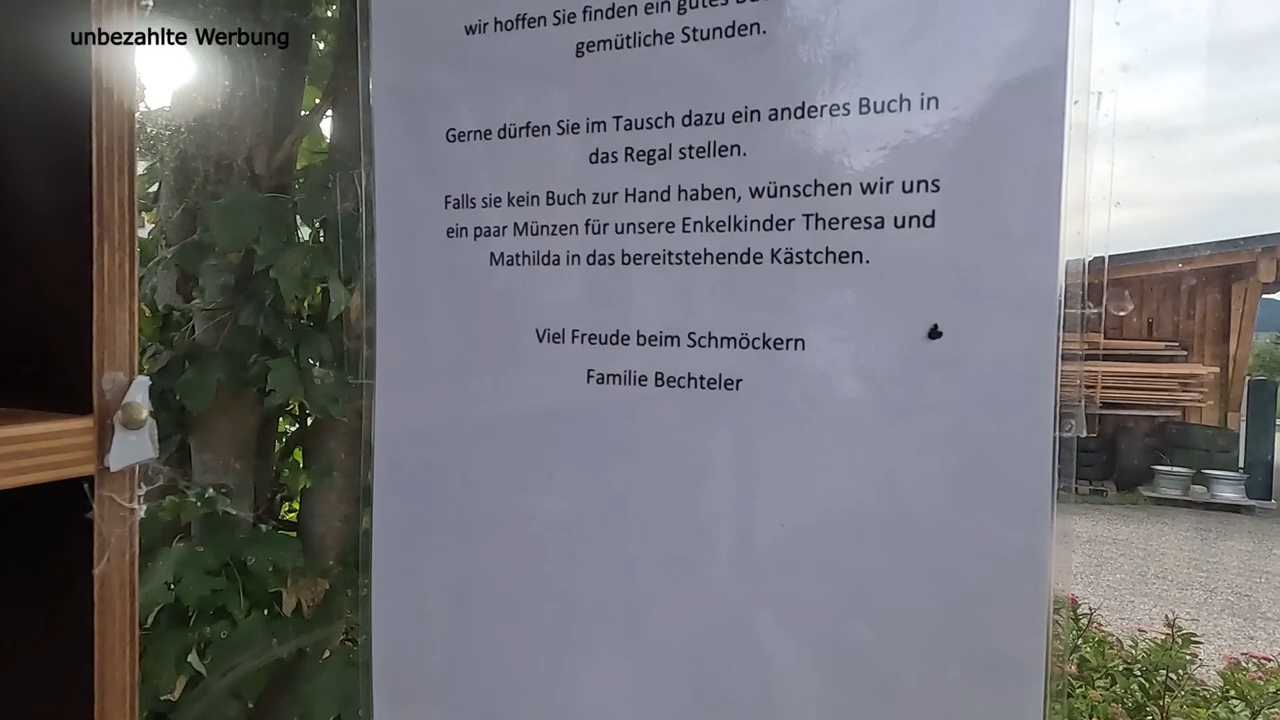 unbezahlte Werbung
wir hoffen Sie finden ein gutes
gemütliche Stunden.
Gerne dürfen Sie im Tausch dazu ein anderes Buch in
das Regal stellen.
Falls sie kein Buch zur Hand haben, wünschen wir uns
ein paar Münzen für unsere Enkelkinder Theresa und
Mathilda in das bereitstehende Kästchen.
Viel Freude beim Schmöckern
Familie Bechteler